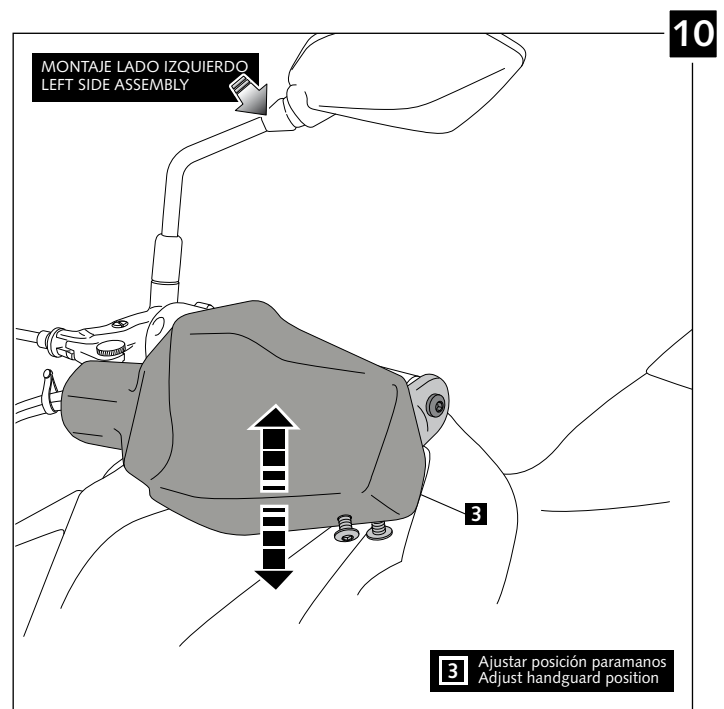 10
MONTAJE LADO IZQUIERDO
LEFT SIDE ASSEMBLY
3
3
Ajustar posición paramanos
Adjust handguard position